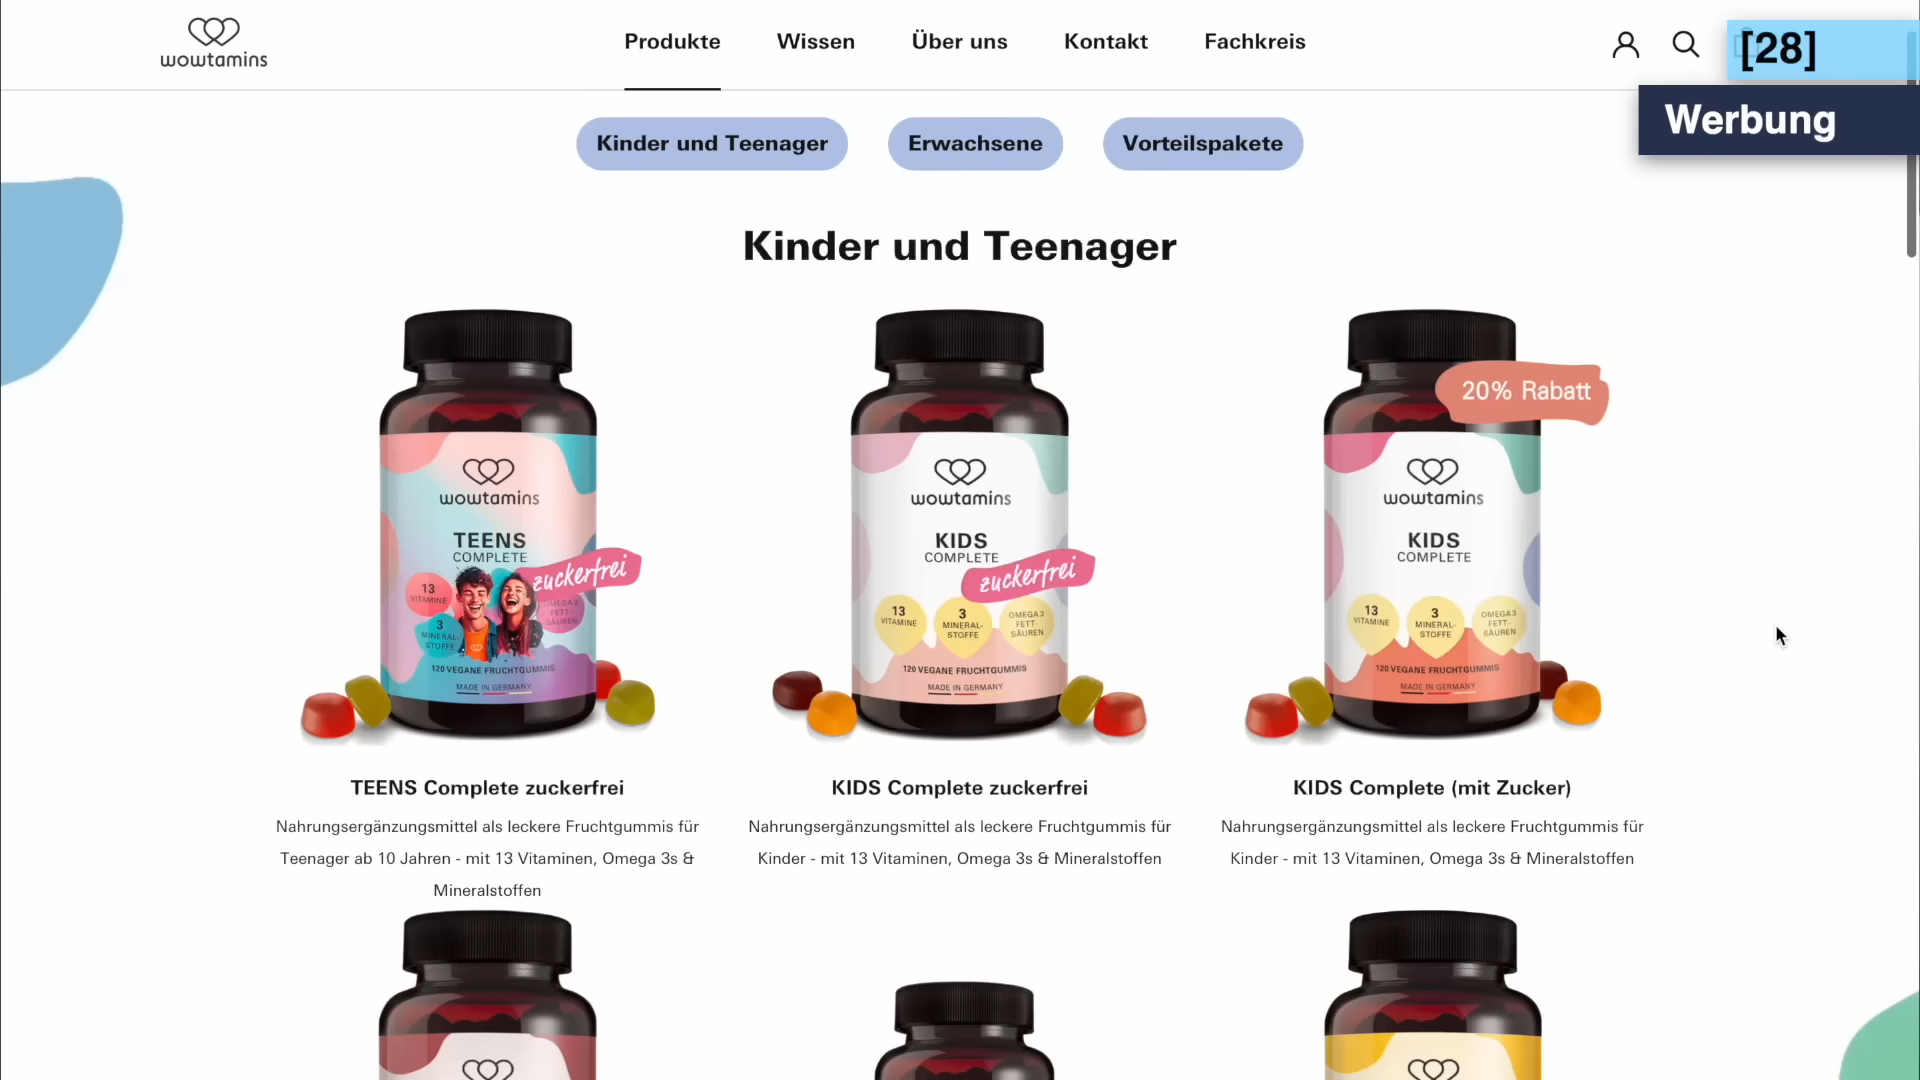 wowtamins
Produkte
Wissen
Über uns
Kontakt
Fachkreis
[28]
Werbung
Kinder und Teenager
Erwachsene
Vorteilspakete
Kinder und Teenager
wowtamins
TEENS
COMPLETE
zuckerfrei
13
VITAMINE
3
MINERAL-
STOFFE
OMEGA 3
FETT-
SÄUREN
120 VEGANE FRUCHTGUMMIS
MADE IN GERMANY
wowtamins
KIDS
COMPLETE
zuckerfrei
13
VITAMINE
3
MINERAL-
STOFFE
OMEGA 3
FETT-
SÄUREN
120 VEGANE FRUCHTGUMMIS
MADE IN GERMANY
20% Rabatt
wowtamins
KIDS
COMPLETE
13
VITAMINE
3
MINERAL-
STOFFE
OMEGA 3
FETT-
SÄUREN
120 VEGANE FRUCHTGUMMIS
MADE IN GERMANY
TEENS Complete zuckerfrei
Nahrungsergänzungsmittel als leckere Fruchtgummis für
Teenager ab 10 Jahren - mit 13 Vitaminen, Omega 3s &
Mineralstoffen
KIDS Complete zuckerfrei
Nahrungsergänzungsmittel als leckere Fruchtgummis für
Kinder - mit 13 Vitaminen, Omega 3s & Mineralstoffen
KIDS Complete (mit Zucker)
Nahrungsergänzungsmittel als leckere Fruchtgummis für
Kinder - mit 13 Vitaminen, Omega 3s & Mineralstoffen